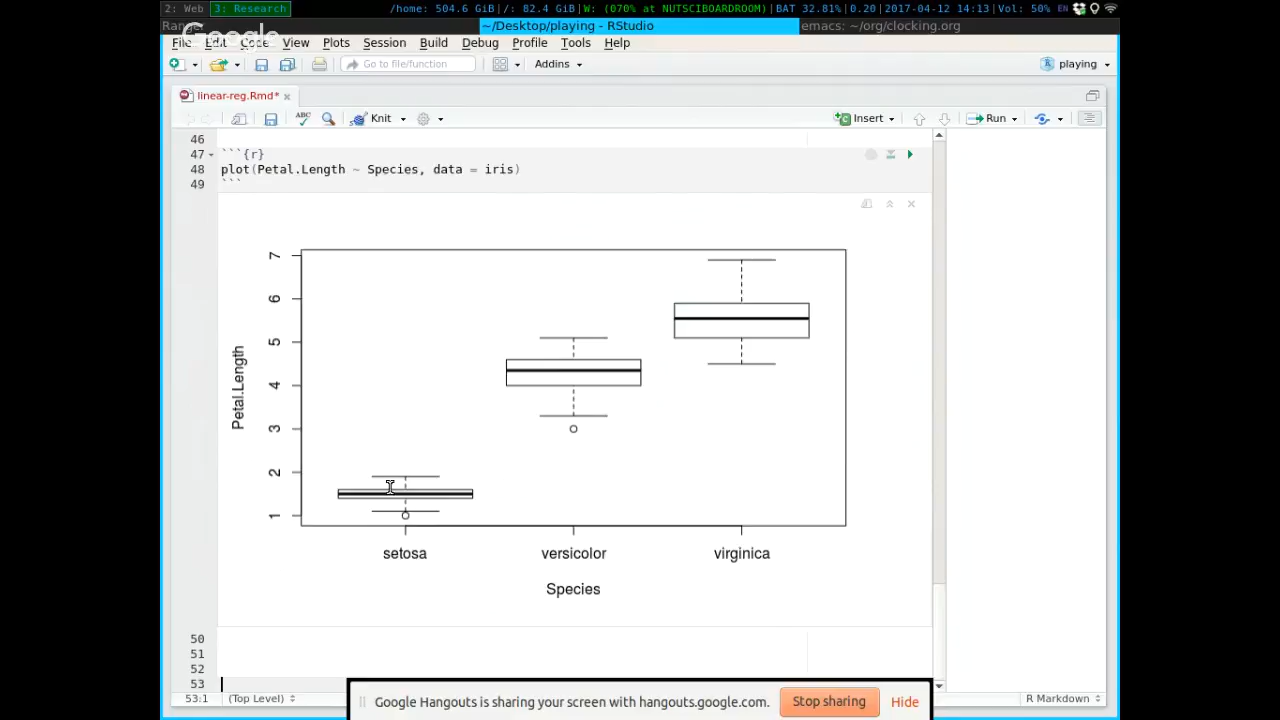 2: Web 3: Research /home: 504.6 GiB|/: 82.4 GiB|W: (070% at NUTSCIBOARDROOM)|BAT 32.81%|0.20|2017-04-12 14:13|Vol: 50% EN
~/Desktop/playing - RStudio emacs: ~/org/clocking.org
Google
File Edit Code View Plots Session Build Debug Profile Tools Help
Go to file/function Addins playing
linear-reg.Rmd*
ABC Knit Insert Run
46
47 ```{r}
48 plot(Petal.Length ~ Species, data = iris)
49 ```
7
6
5
4
3
2
1
Petal.Length
setosa versicolor virginica
Species
50
51
52
53
53:1 (Top Level) R Markdown
Google Hangouts is sharing your screen with hangouts.google.com. Stop sharing Hide